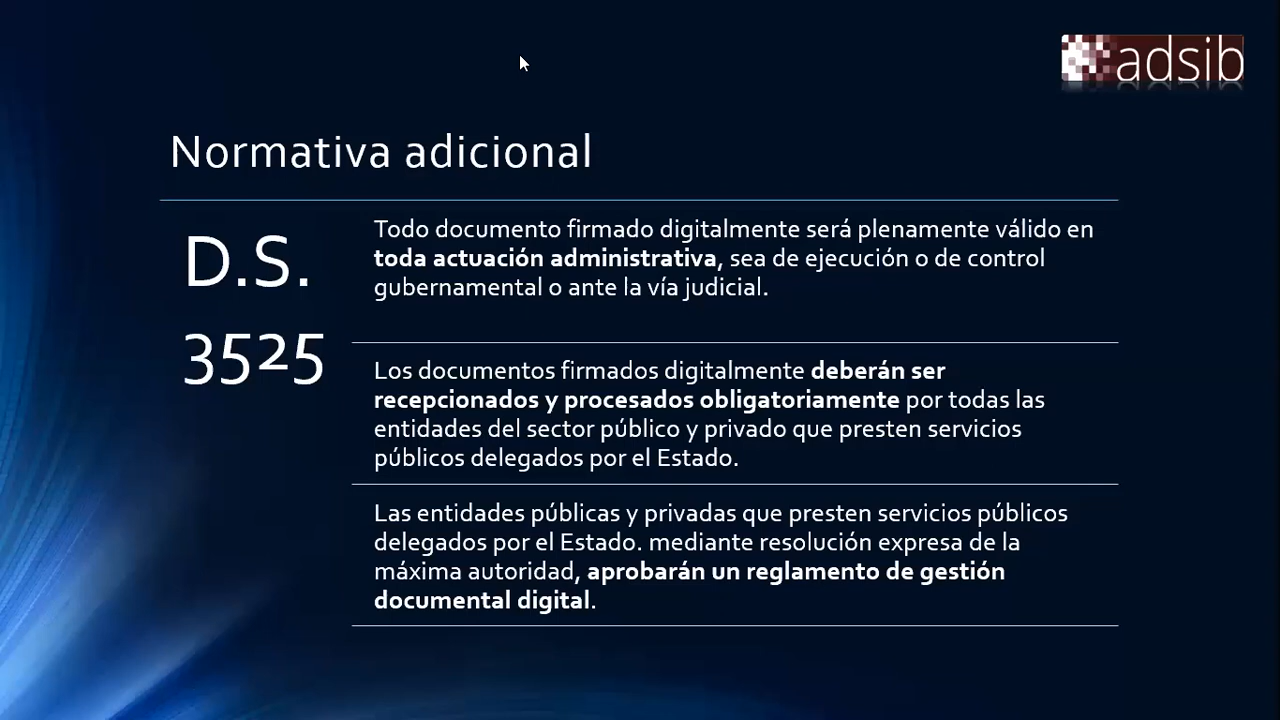 adsib
Normativa adicional
D.S.
3525
Todo documento firmado digitalmente será plenamente válido en
toda actuación administrativa, sea de ejecución o de control
gubernamental o ante la vía judicial.
Los documentos firmados digitalmente deberán ser
recepcionados y procesados obligatoriamente por todas las
entidades del sector público y privado que presten servicios
públicos delegados por el Estado.
Las entidades públicas y privadas que presten servicios públicos
delegados por el Estado. mediante resolución expresa de la
máxima autoridad, aprobarán un reglamento de gestión
documental digital.